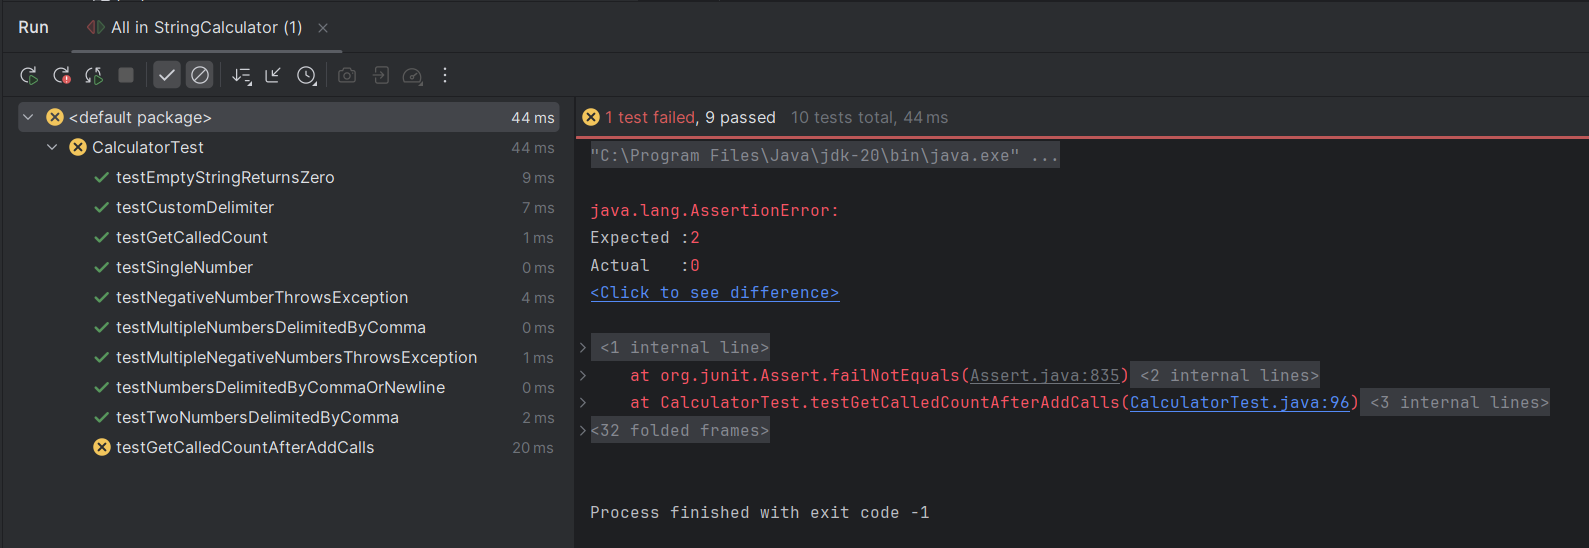 Run All in StringCalculator (1)
<default package> 44 ms
CalculatorTest 44 ms
testEmptyStringReturnsZero 9 ms
testCustomDelimiter 7 ms
testGetCalledCount 1 ms
testSingleNumber 0 ms
testNegativeNumberThrowsException 4 ms
testMultipleNumbersDelimitedByComma 0 ms
testMultipleNegativeNumbersThrowsException 1 ms
testNumbersDelimitedByCommaOrNewline 0 ms
testTwoNumbersDelimitedByComma 2 ms
testGetCalledCountAfterAddCalls 20 ms
1 test failed, 9 passed 10 tests total, 44 ms
"C:\Program Files\Java\jdk-20\bin\java.exe" ...
java.lang.AssertionError:
Expected :2
Actual   :0
<Click to see difference>
<1 internal line>
at org.junit.Assert.failNotEquals(Assert.java:835) <2 internal lines>
at CalculatorTest.testGetCalledCountAfterAddCalls(CalculatorTest.java:96) <3 internal lines>
<32 folded frames>
Process finished with exit code -1